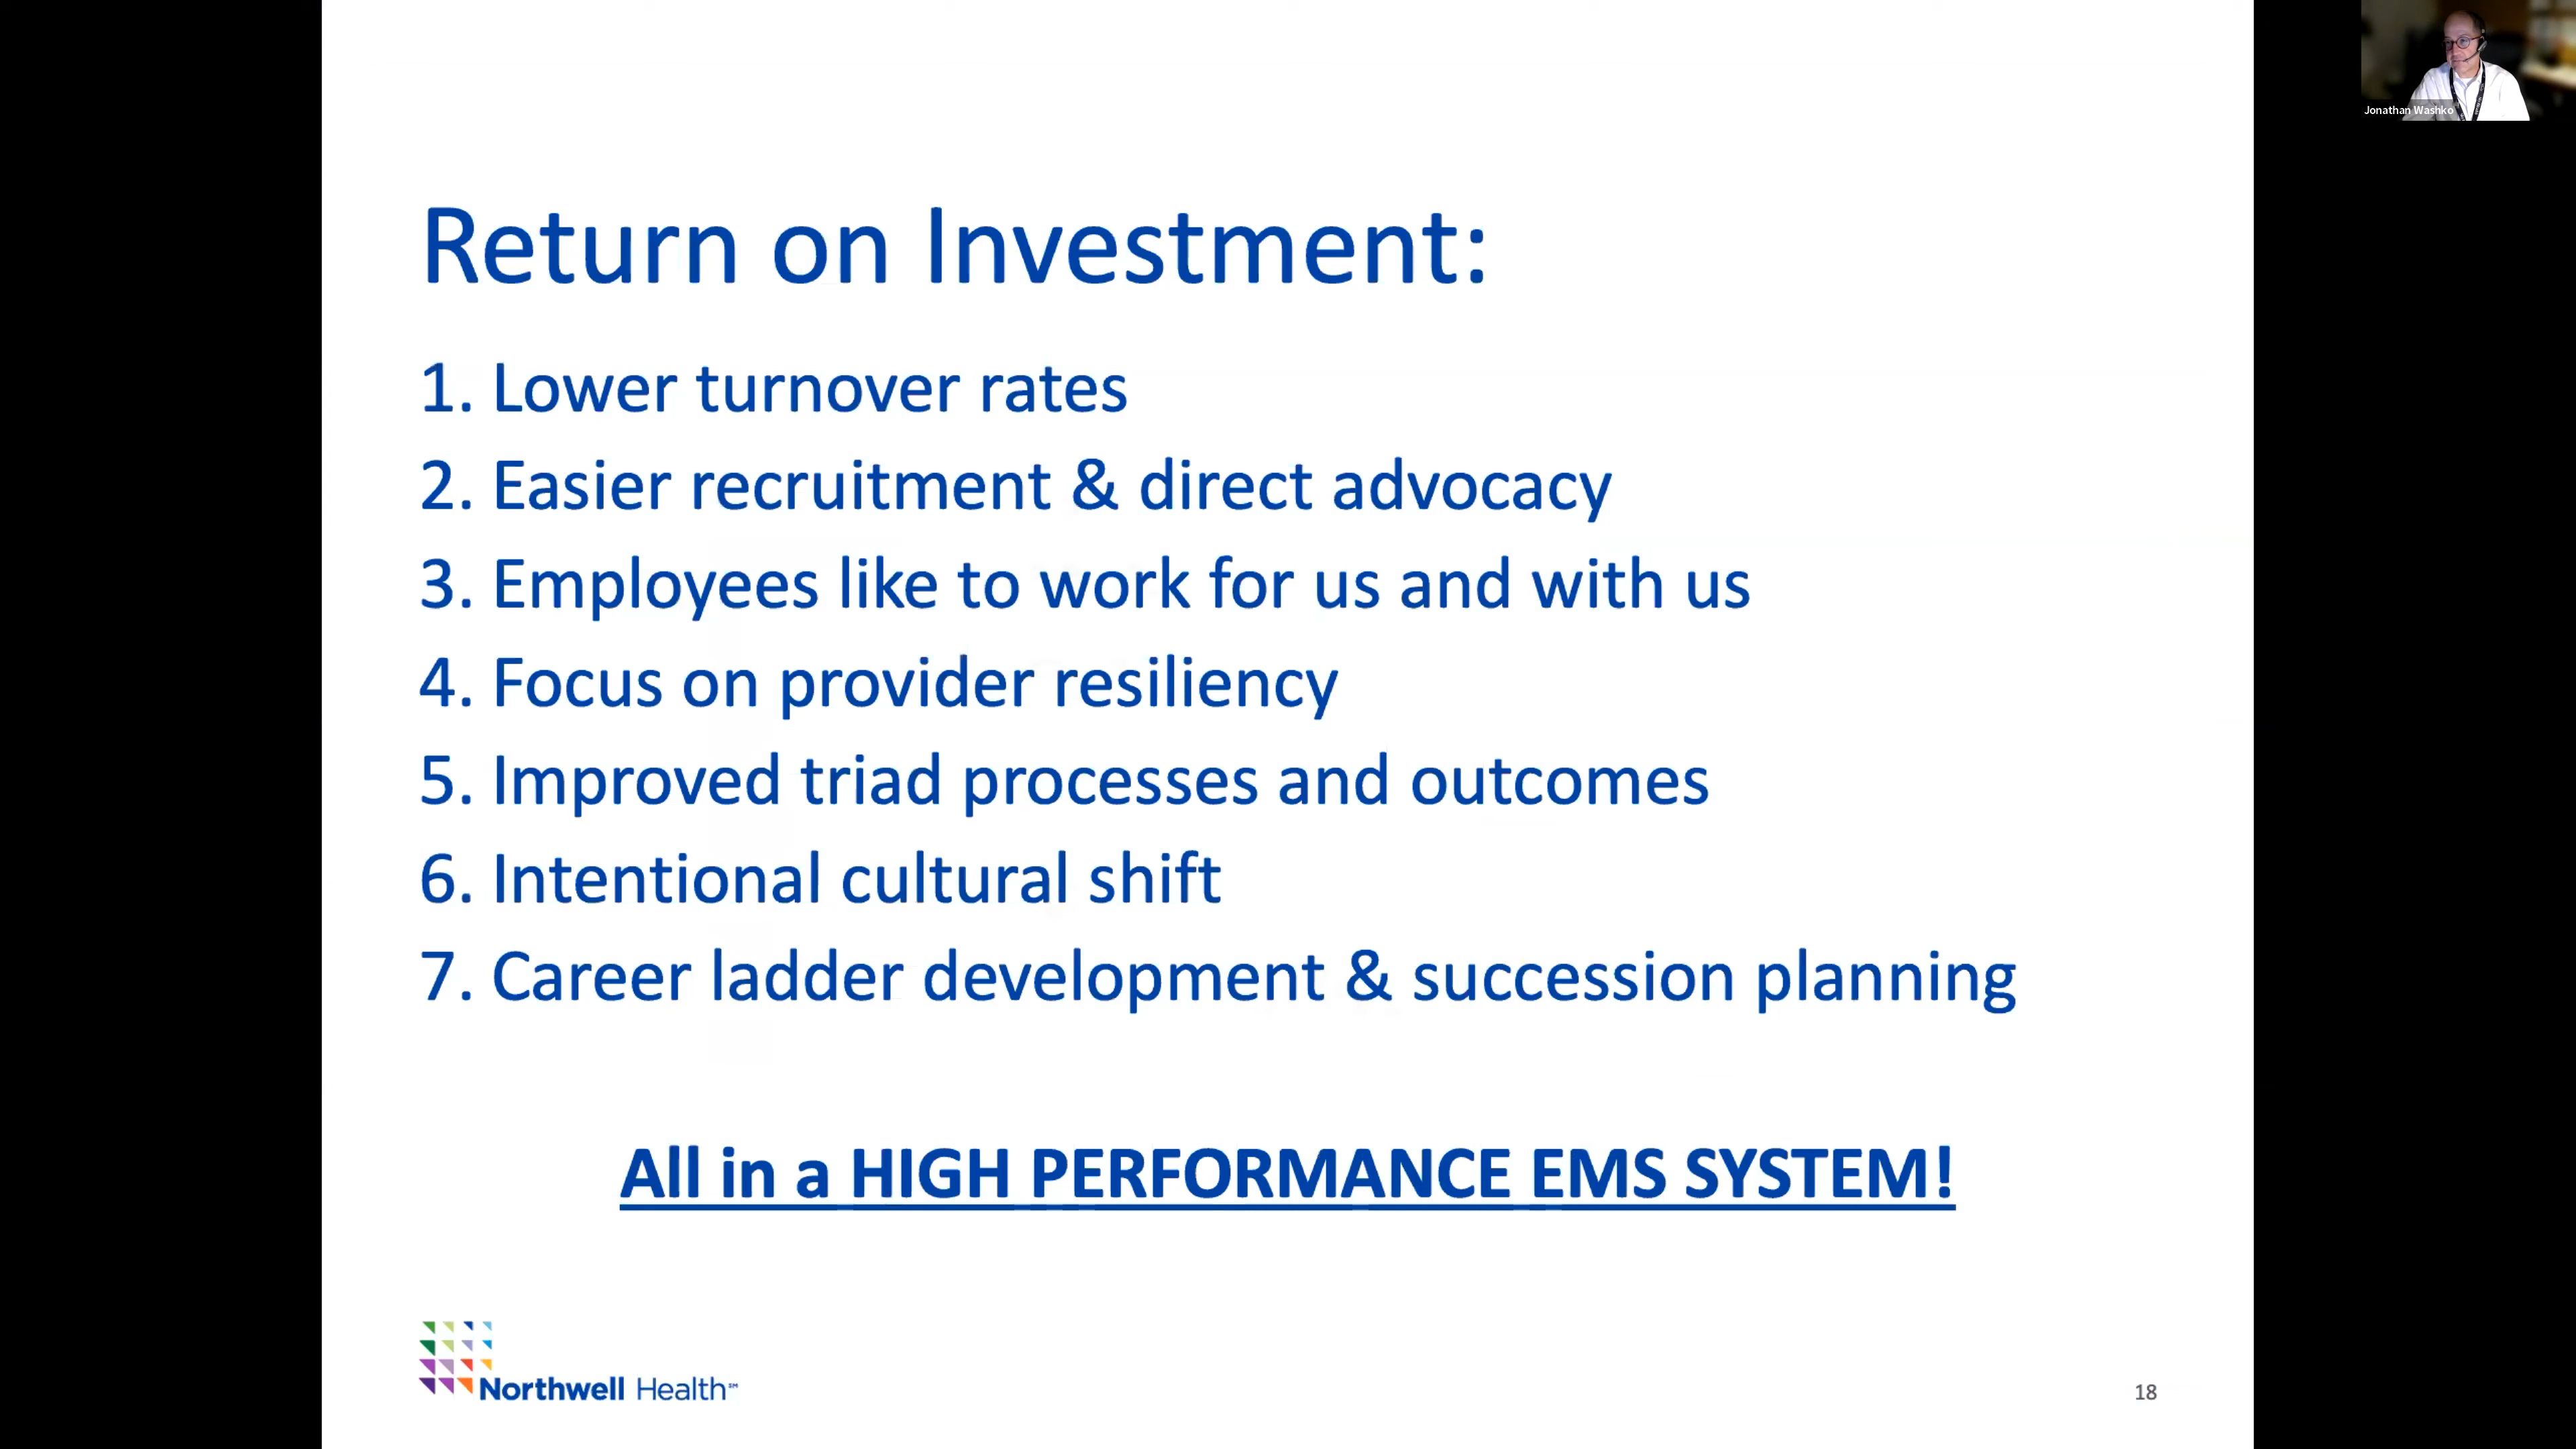 Return on Investment:
1. Lower turnover rates
2. Easier recruitment & direct advocacy
3. Employees like to work for us and with us
4. Focus on provider resiliency
5. Improved triad processes and outcomes
6. Intentional cultural shift
7. Career ladder development & succession planning
All in a HIGH PERFORMANCE EMS SYSTEM!
Northwell Health℠
18
Jonathan Washko